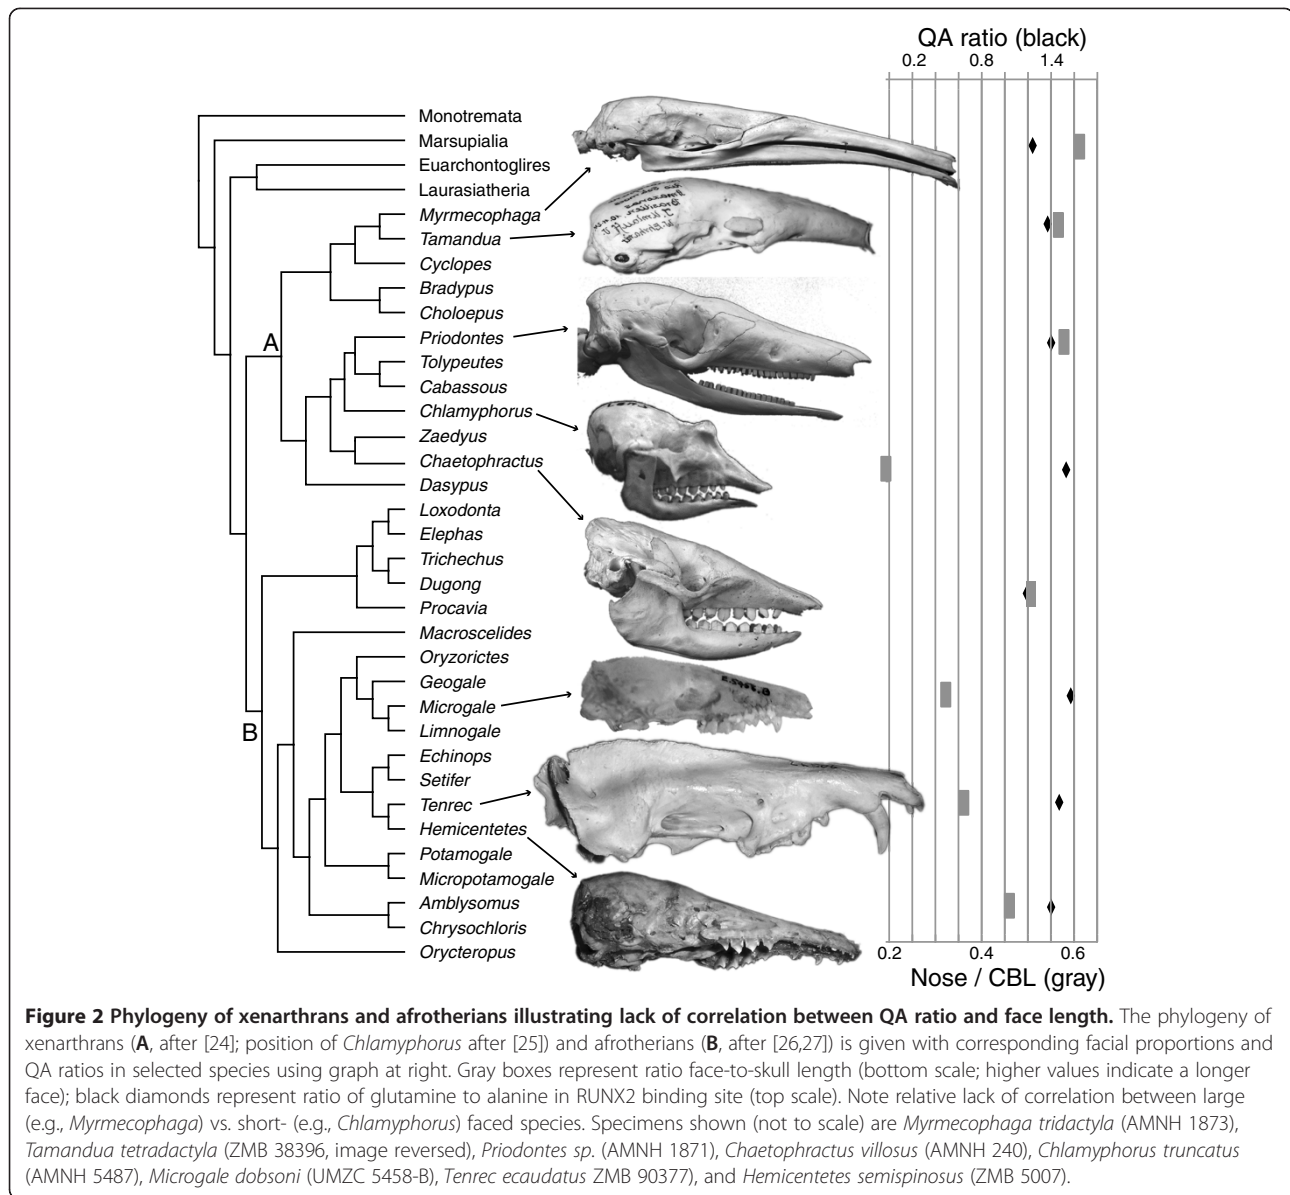 QA ratio (black)
0.2 0.8 1.4
Monotremata
Marsupialia
Euarchontoglires
Laurasiatheria
Myrmecophaga
Tamandua
Cyclopes
Bradypus
Choloepus
A
Priodontes
Tolypeutes
Cabassous
Chlamyphorus
Zaedyus
Chaetophractus
Dasypus
Loxodonta
Elephas
Trichechus
Dugong
Procavia
Macroscelides
Oryzorictes
Geogale
Microgale
Limnogale
B
Echinops
Setifer
Tenrec
Hemicentetes
Potamogale
Micropotamogale
Amblysomus
Chrysochloris
Orycteropus
0.2 0.4 0.6
Nose / CBL (gray)
Figure 2 Phylogeny of xenarthrans and afrotherians illustrating lack of correlation between QA ratio and face length. The phylogeny of
xenarthrans (A, after [24]; position of Chlamyphorus after [25]) and afrotherians (B, after [26,27]) is given with corresponding facial proportions and
QA ratios in selected species using graph at right. Gray boxes represent ratio face-to-skull length (bottom scale; higher values indicate a longer
face); black diamonds represent ratio of glutamine to alanine in RUNX2 binding site (top scale). Note relative lack of correlation between large
(e.g., Myrmecophaga) vs. short- (e.g., Chlamyphorus) faced species. Specimens shown (not to scale) are Myrmecophaga tridactyla (AMNH 1873),
Tamandua tetradactyla (ZMB 38396, image reversed), Priodontes sp. (AMNH 1871), Chaetophractus villosus (AMNH 240), Chlamyphorus truncatus
(AMNH 5487), Microgale dobsoni (UMZC 5458-B), Tenrec ecaudatus ZMB 90377), and Hemicentetes semispinosus (ZMB 5007).